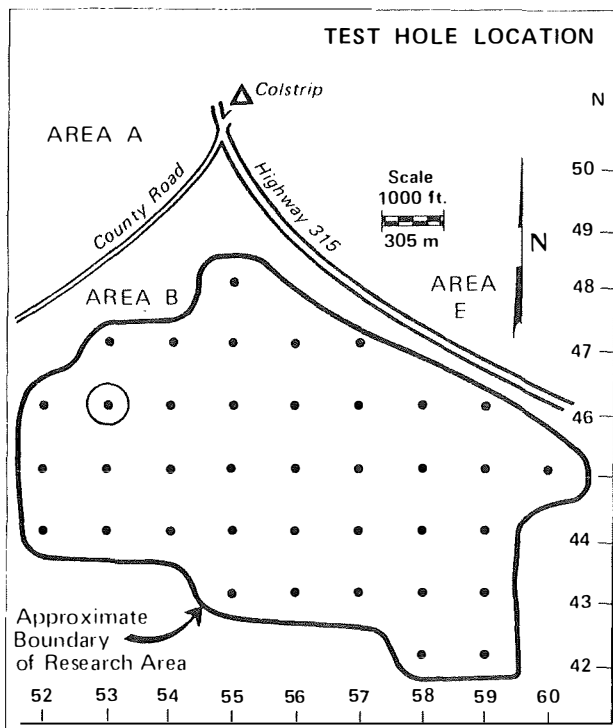 TEST HOLE LOCATION
Colstrip
N
AREA A
County Road
Highway 315
Scale
1000 ft.
305 m
N
50
49
AREA B
AREA
E
48
47
46
45
44
43
42
Approximate
Boundary
of Research Area
52 53 54 55 56 57 58 59 60